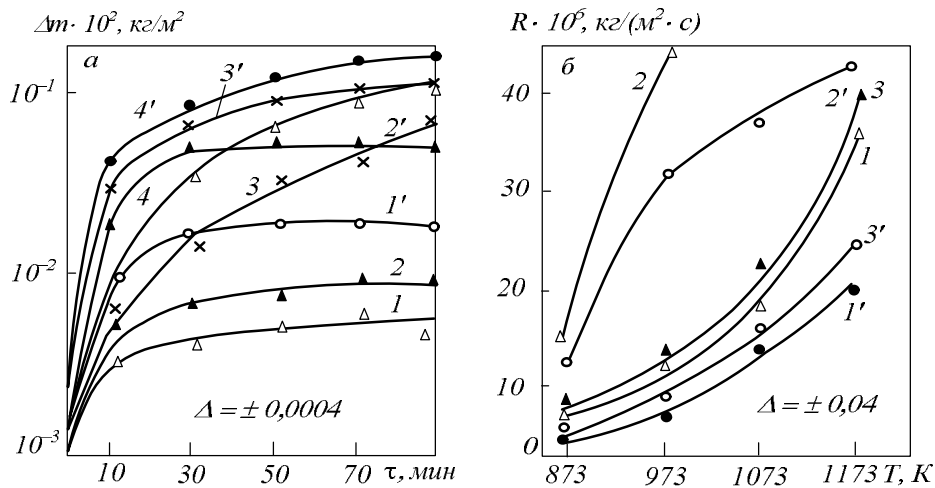 Δm· 10², кг/м²
R· 10⁶, кг/(м²· с)
а
б
10⁻¹
10⁻²
10⁻³
4′
3′
2′
4
3
1′
2
1
Δ = ± 0,0004
10 30 50 70 τ, мин
40
30
20
10
0
2
2′ 3
1
3′
1′
Δ = ± 0,04
873 973 1073 1173 T, К